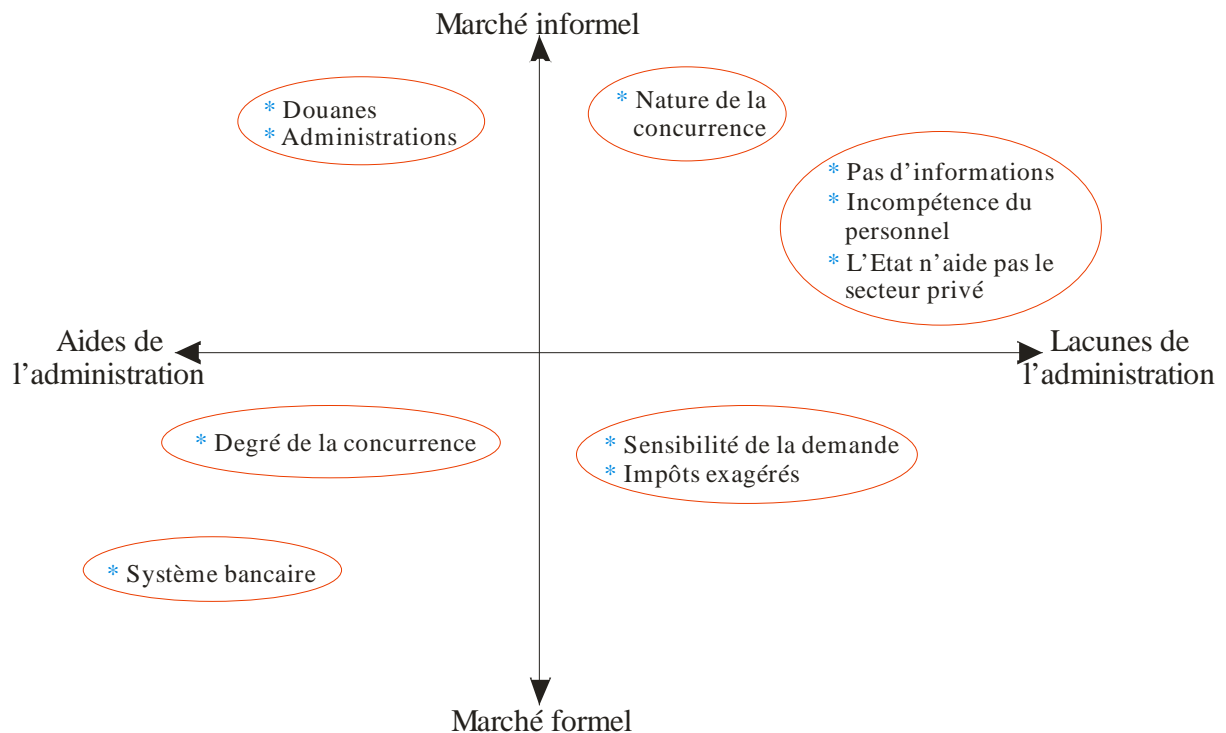 Marché informel
* Douanes
* Administrations
* Nature de la
concurrence
* Pas d’informations
* Incompétence du
personnel
* L’Etat n’aide pas le
secteur privé
Aides de
l’administration
Lacunes de
l’administration
* Degré de la concurrence
* Sensibilité de la demande
* Impôts exagérés
* Système bancaire
Marché formel